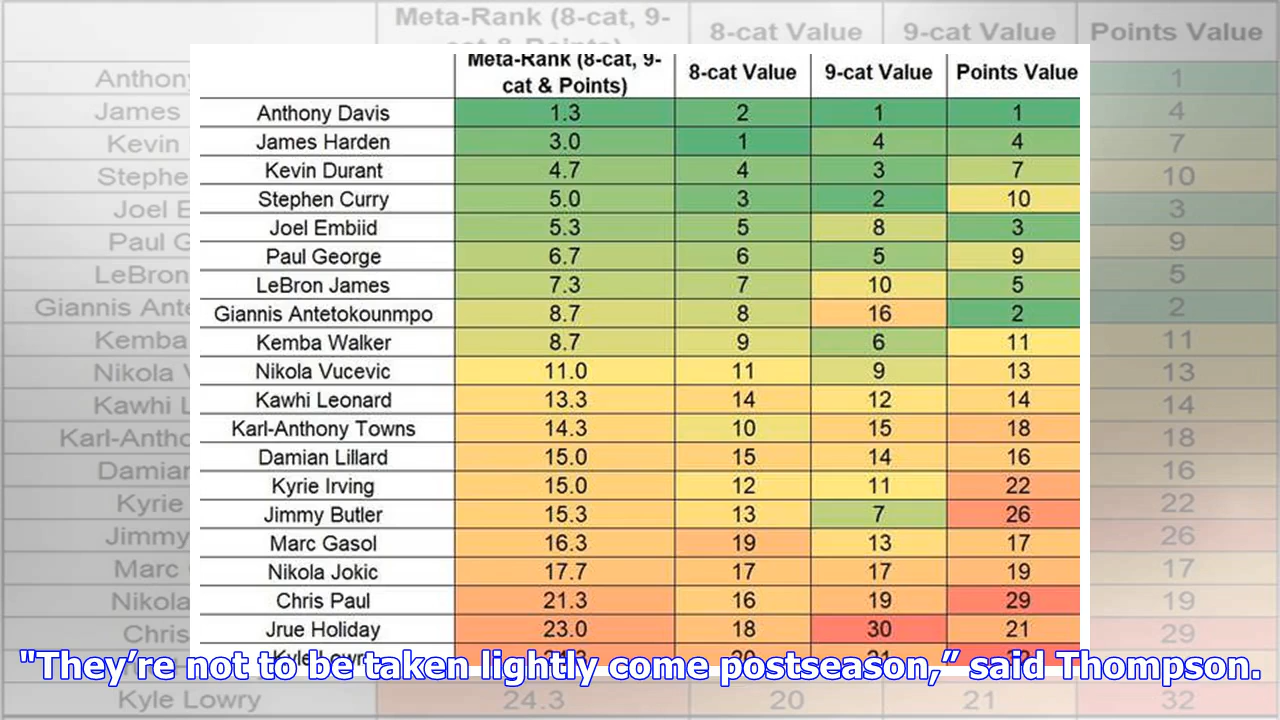 Meta-Rank (8-cat, 9-cat & Points) 8-cat Value 9-cat Value Points Value
Anthony Davis 1.3 2 1 1
James Harden 3.0 1 4 4
Kevin Durant 4.7 4 3 7
Stephen Curry 5.0 3 2 10
Joel Embiid 5.3 5 8 3
Paul George 6.7 6 5 9
LeBron James 7.3 7 10 5
Giannis Antetokounmpo 8.7 8 16 2
Kemba Walker 8.7 9 6 11
Nikola Vucevic 11.0 11 9 13
Kawhi Leonard 13.3 14 12 14
Karl-Anthony Towns 14.3 10 15 18
Damian Lillard 15.0 15 14 16
Kyrie Irving 15.0 12 11 22
Jimmy Butler 15.3 13 7 26
Marc Gasol 16.3 19 13 17
Nikola Jokic 17.7 17 17 19
Chris Paul 21.3 16 19 29
Jrue Holiday 23.0 18 30 21
"They’re not to be taken lightly come postseason,” said Thompson.
Kyle Lowry 24.3 20 21 32